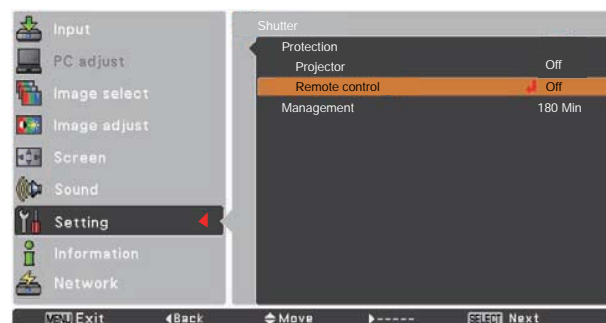 Input
PC adjust
Image select
Image adjust
Screen
Sound
Setting
Information
Network
Shutter
Protection
Projector Off
Remote control Off
Management 180 Min
MENU Exit Back Move ----- SELECT Next